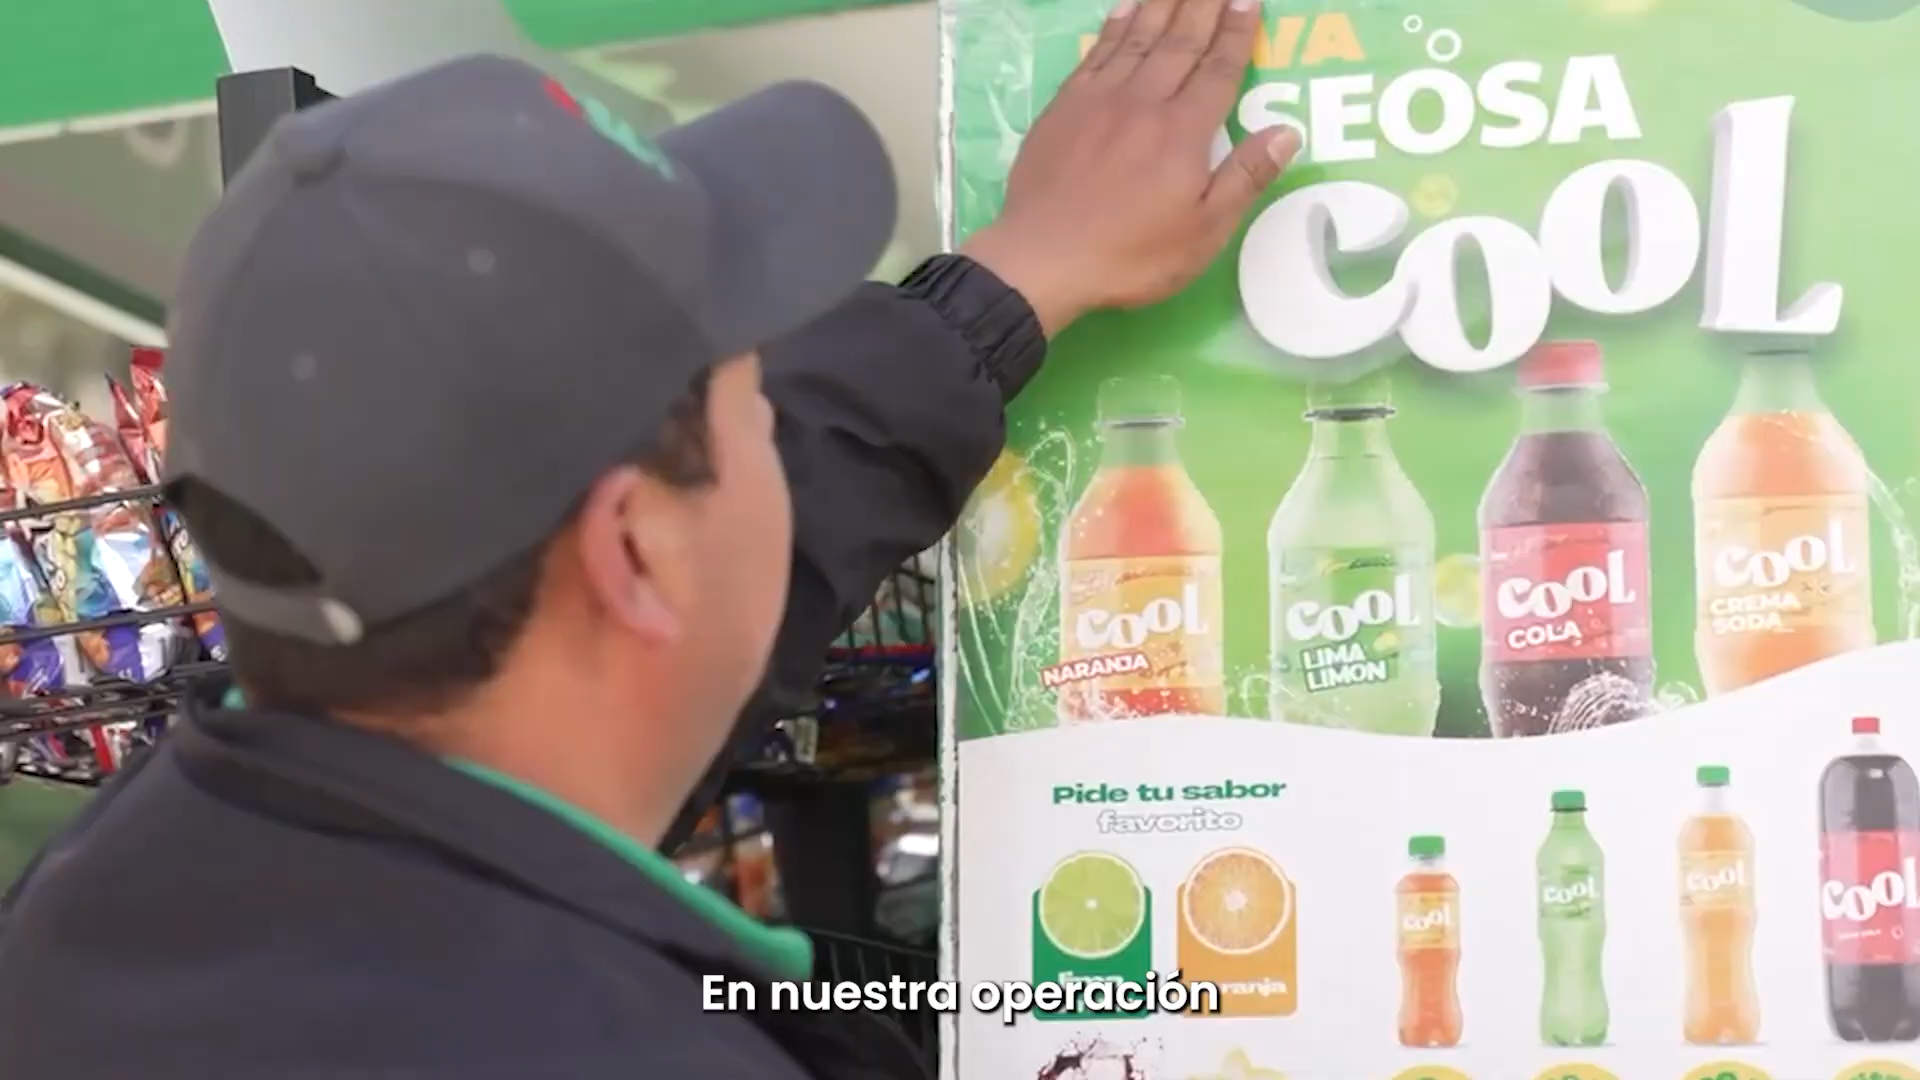 VA
SEOSA
cool
cool
NARANJA
cool
LIMA
LIMON
cool
COLA
cool
CREMA
SODA
Pide tu sabor
favorito
cool
cool
cool
cool
En nuestra operación